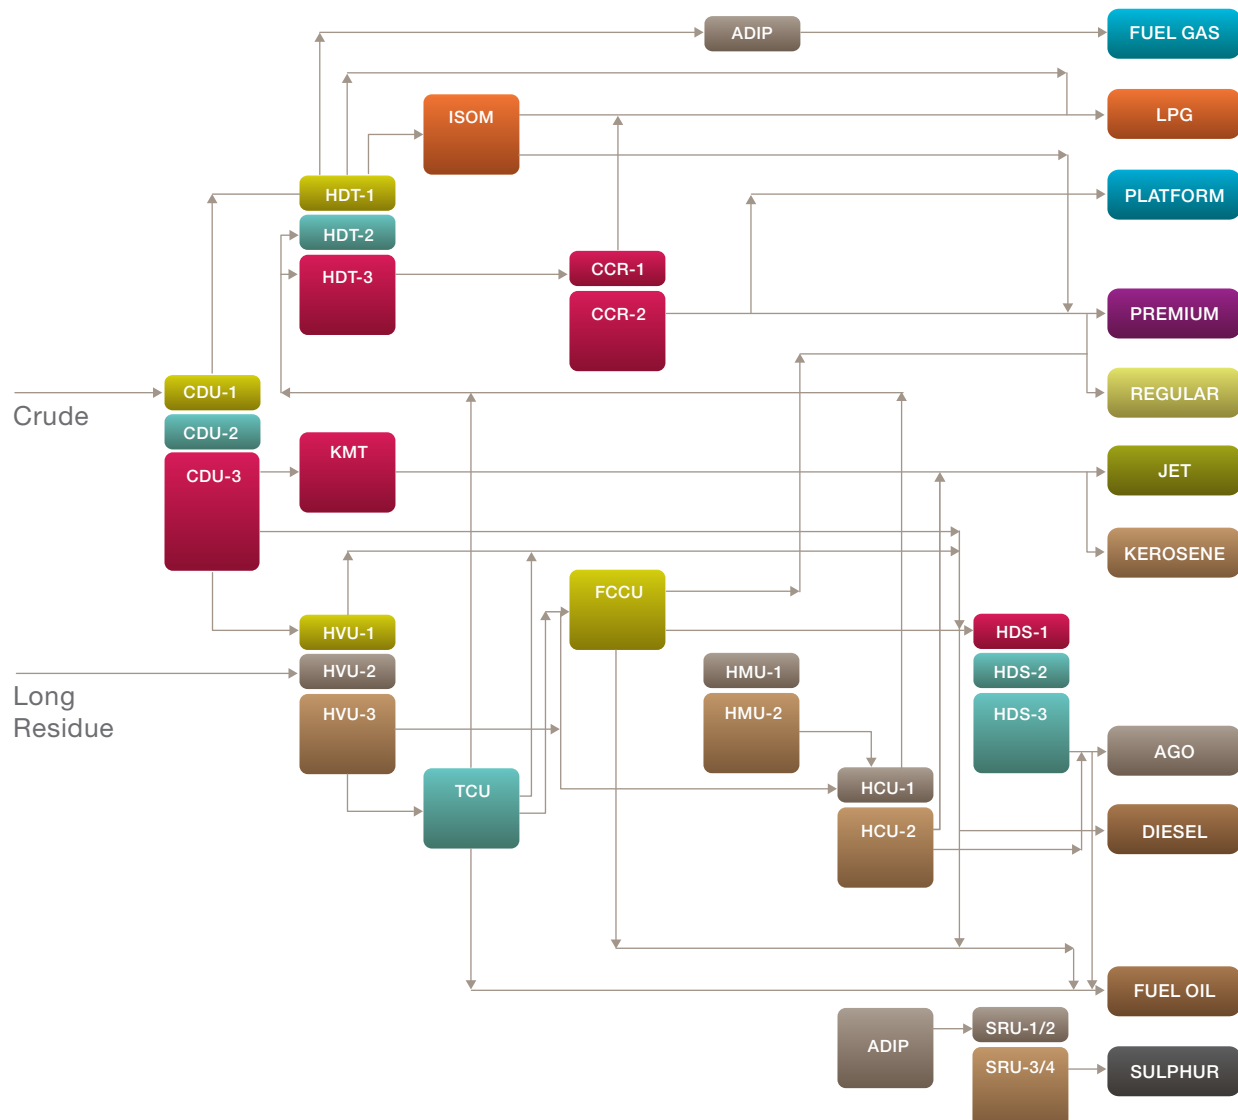 ADIP
FUEL GAS
ISOM
LPG
HDT-1
PLATFORM
HDT-2
HDT-3
CCR-1
CCR-2
PREMIUM
CDU-1
REGULAR
Crude
CDU-2
KMT
CDU-3
JET
KEROSENE
FCCU
HVU-1
HDS-1
HVU-2
HMU-1
HDS-2
Long
Residue
HVU-3
HMU-2
HDS-3
AGO
TCU
HCU-1
HCU-2
DIESEL
FUEL OIL
SRU-1/2
ADIP
SRU-3/4
SULPHUR